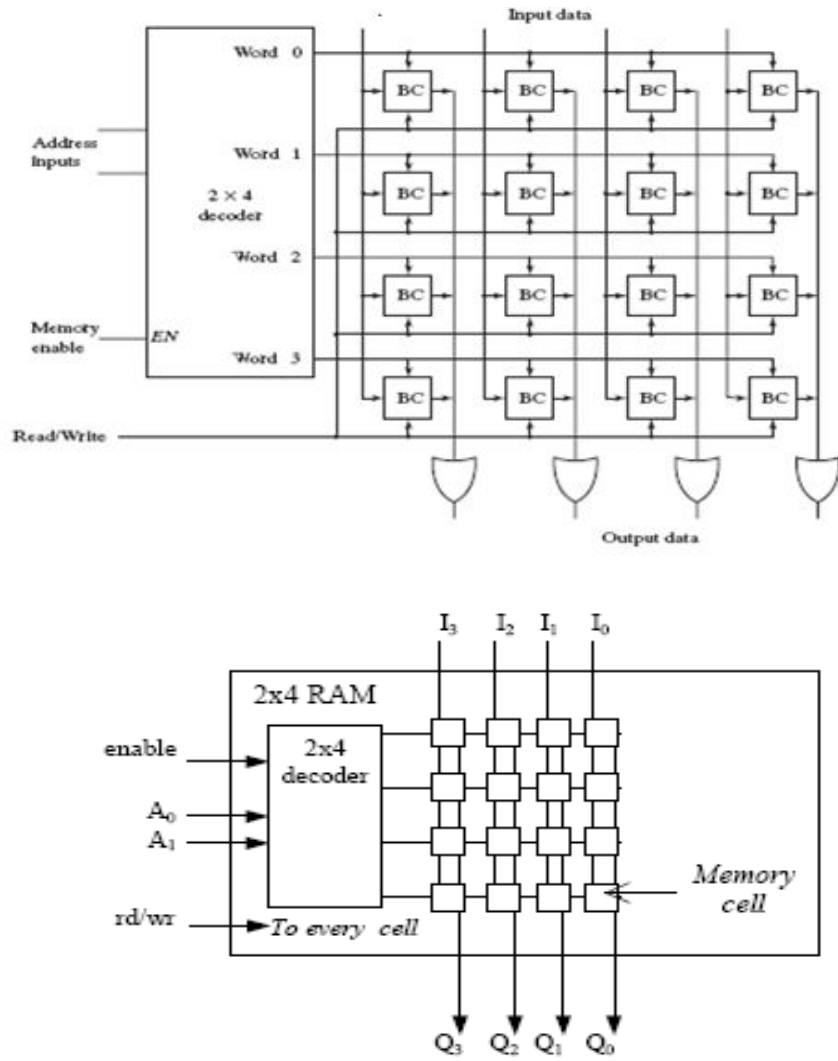 Input data
Word 0
BC BC BC BC
Address
Inputs
Word 1
BC BC BC BC
2 × 4
decoder
Word 2
BC BC BC BC
Memory
enable
EN
Word 3
BC BC BC BC
Read/Write
Output data
I3 I2 I1 I0
2x4 RAM
enable
2x4
decoder
A0
A1
Memory
cell
rd/wr
To every cell
Q3 Q2 Q1 Q0